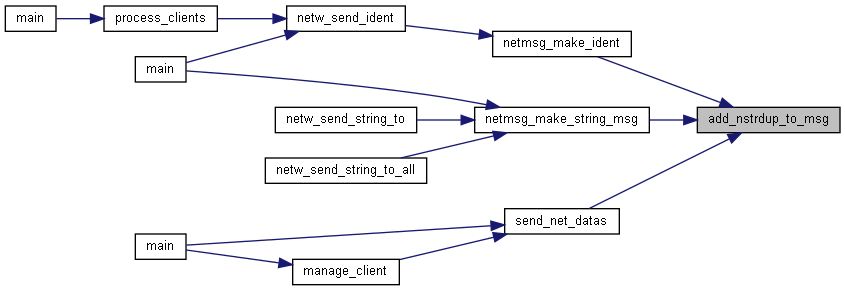 main
process_clients
netw_send_ident
netmsg_make_ident
main
netw_send_string_to
netmsg_make_string_msg
add_nstrdup_to_msg
netw_send_string_to_all
send_net_datas
main
manage_client